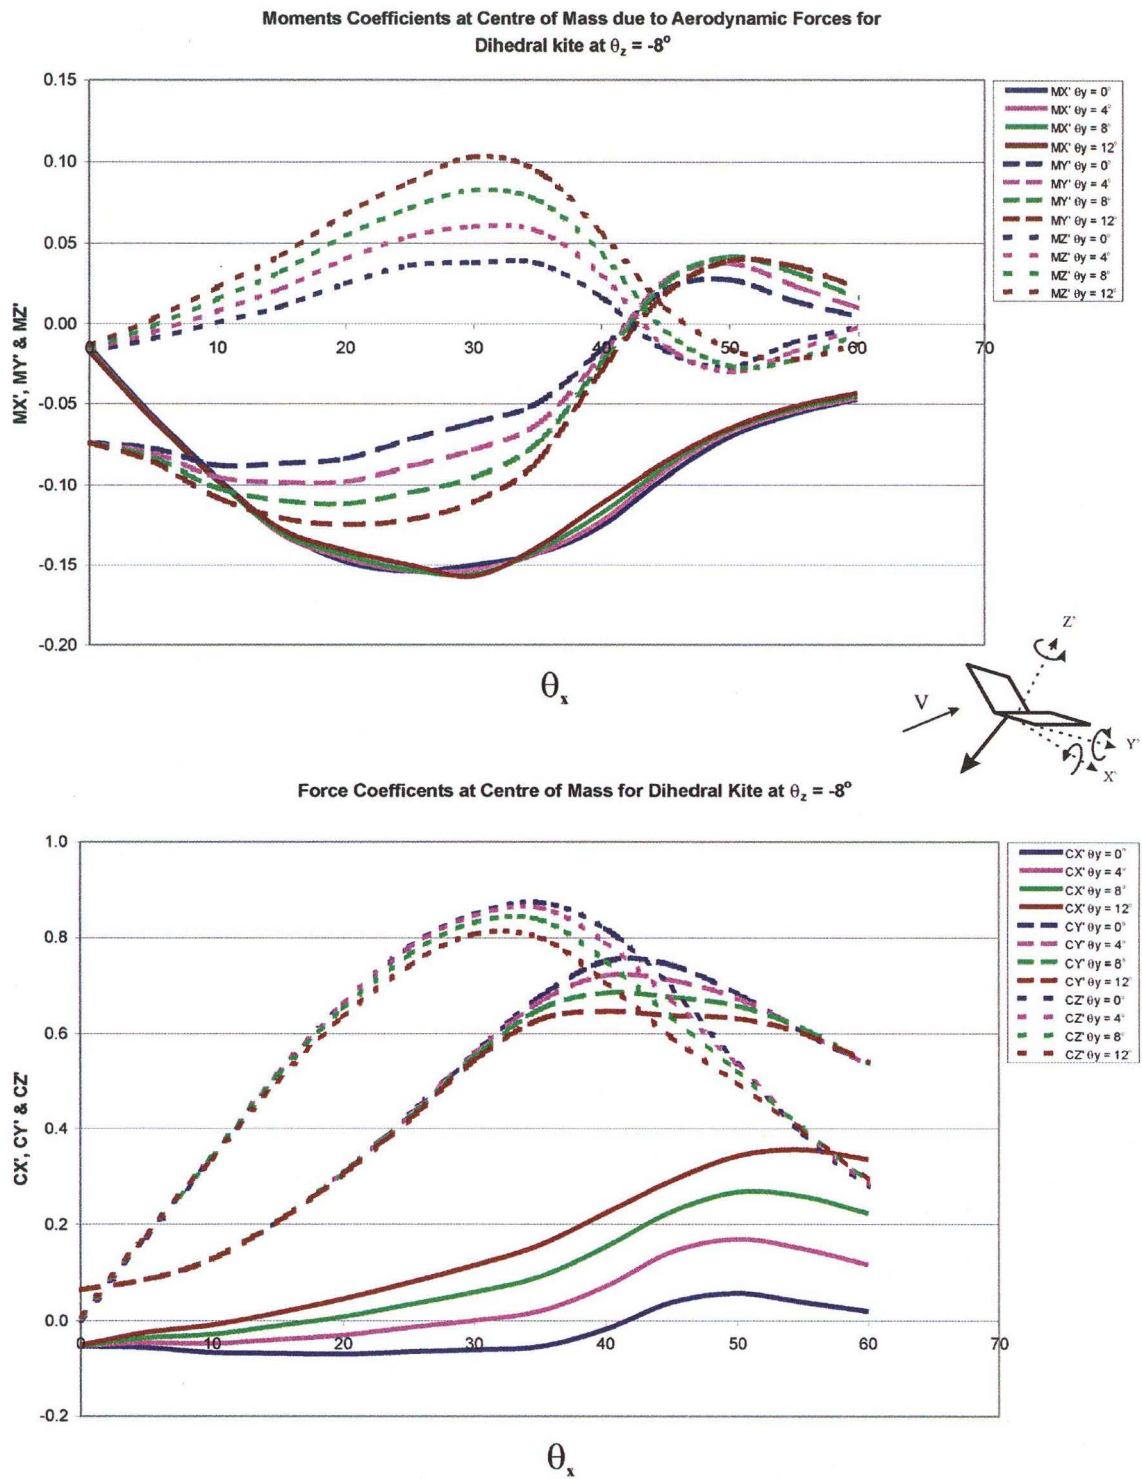 Moments Coefficients at Centre of Mass due to Aerodynamic Forces for
Dihedral kite at θz = -8°
MX', MY' & MZ'
0.15
0.10
0.05
0.00
-0.05
-0.10
-0.15
-0.20
0 10 20 30 40 50 60 70
θx
MX' θy = 0°
MX' θy = 4°
MX' θy = 8°
MX' θy = 12°
MY' θy = 0°
MY' θy = 4°
MY' θy = 8°
MY' θy = 12°
MZ' θy = 0°
MZ' θy = 4°
MZ' θy = 8°
MZ' θy = 12°
Z'
V
Y'
X'
Force Coefficents at Centre of Mass for Dihedral Kite at θz = -8°
CX', CY' & CZ'
1.0
0.8
0.6
0.4
0.2
0.0
-0.2
0 10 20 30 40 50 60 70
θx
CX' θy = 0°
CX' θy = 4°
CX' θy = 8°
CX' θy = 12°
CY' θy = 0°
CY' θy = 4°
CY' θy = 8°
CY' θy = 12°
CZ' θy = 0°
CZ' θy = 4°
CZ' θy = 8°
CZ' θy = 12°